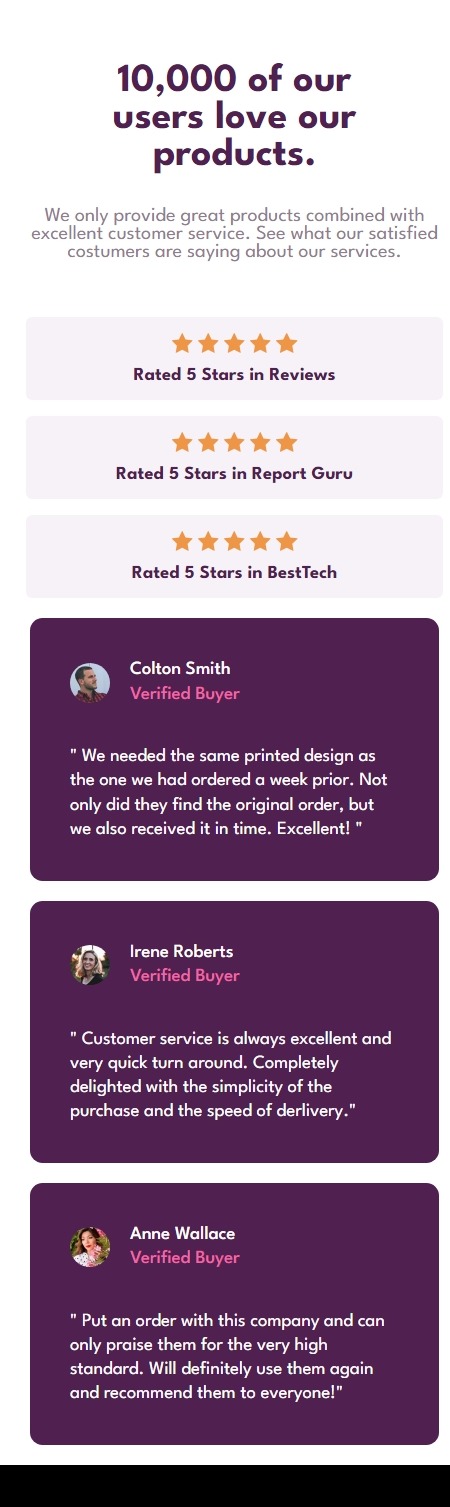 10,000 of our
users love our
products.
We only provide great products combined with
excellent customer service. See what our satisfied
costumers are saying about our services.
Rated 5 Stars in Reviews
Rated 5 Stars in Report Guru
Rated 5 Stars in BestTech
Colton Smith
Verified Buyer
" We needed the same printed design as
the one we had ordered a week prior. Not
only did they find the original order, but
we also received it in time. Excellent! "
Irene Roberts
Verified Buyer
" Customer service is always excellent and
very quick turn around. Completely
delighted with the simplicity of the
purchase and the speed of derlivery."
Anne Wallace
Verified Buyer
" Put an order with this company and can
only praise them for the very high
standard. Will definitely use them again
and recommend them to everyone!"